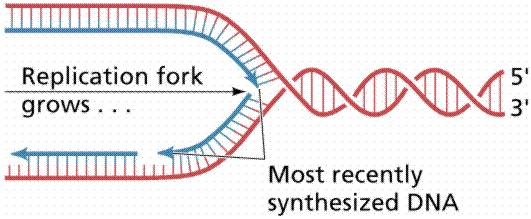 Replication fork
grows . . .
5'
3'
Most recently
synthesized DNA